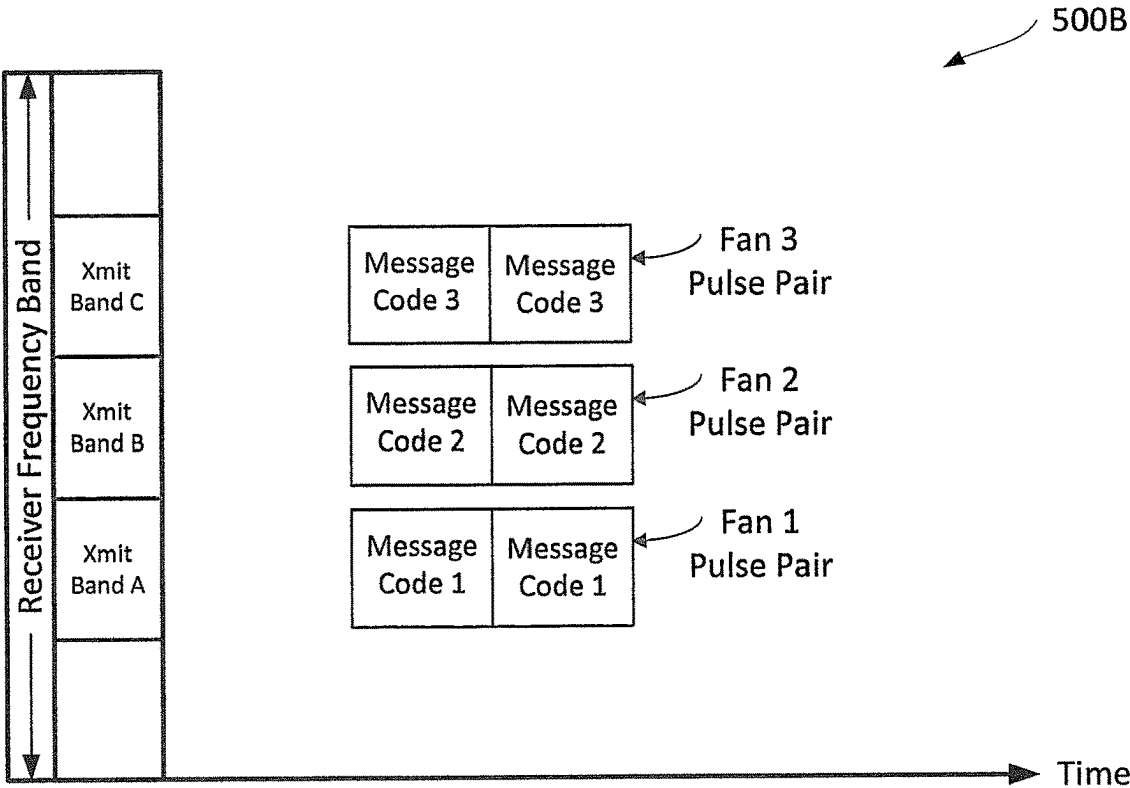 500B
Receiver Frequency Band
Xmit
Band C
Xmit
Band B
Xmit
Band A
Message
Code 3
Message
Code 3
Fan 3
Pulse Pair
Message
Code 2
Message
Code 2
Fan 2
Pulse Pair
Message
Code 1
Message
Code 1
Fan 1
Pulse Pair
Time